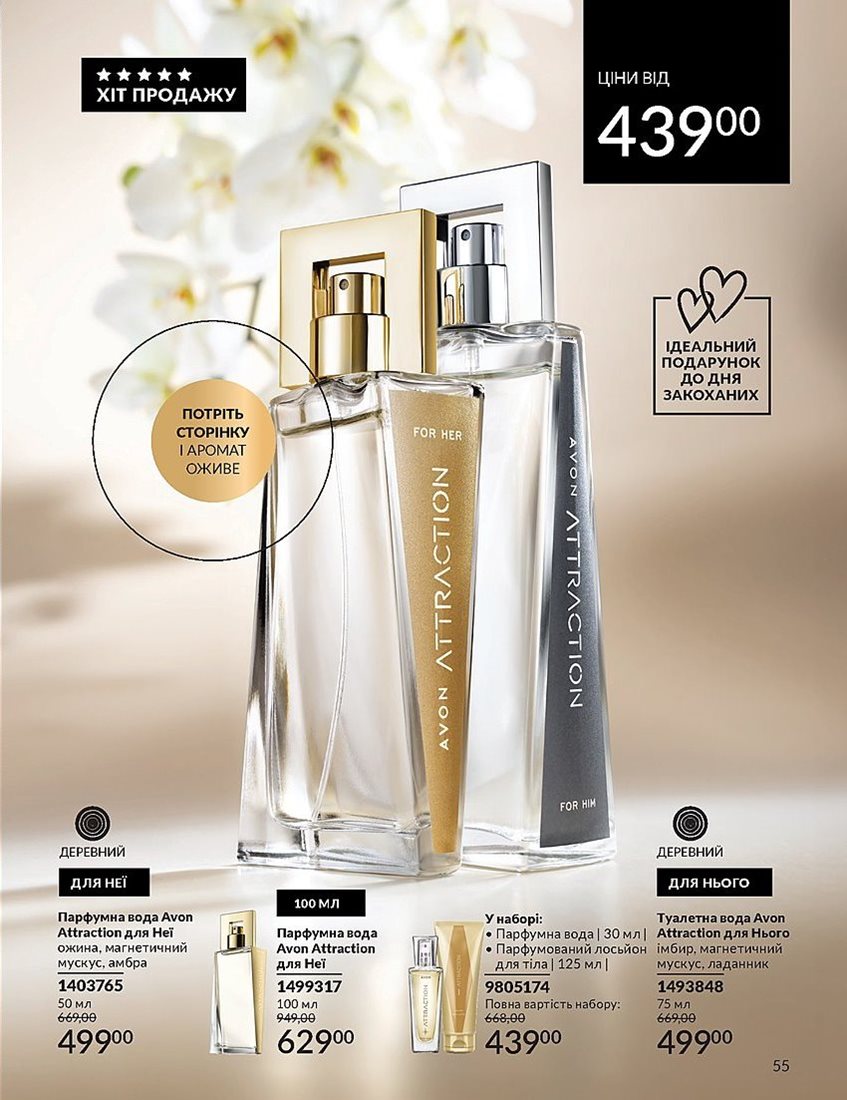 ★★★★★
ХІТ ПРОДАЖУ
ЦІНИ ВІД
43900
ІДЕАЛЬНИЙ
ПОДАРУНОК
ДО ДНЯ
ЗАКОХАНИХ
ПОТРІТЬ
СТОРІНКУ
І АРОМАТ
ОЖИВЕ
FOR HER
AVON ATTRACTION
AVON ATTRACTION
FOR HIM
ДЕРЕВНИЙ
ДЛЯ НЕЇ
Парфумна вода Avon
Attraction для Неї
ожина, магнетичний
мускус, амбра
1403765
50 мл
669,00
49900
100 МЛ
Парфумна вода
Avon Attraction
для Неї
1499317
100 мл
949,00
62900
ATTRACTION
ATTRACTION
У наборі:
• Парфумна вода | 30 мл |
• Парфумований лосьйон
для тіла | 125 мл |
9805174
Повна вартість набору:
668,00
43900
ДЕРЕВНИЙ
ДЛЯ НЬОГО
Туалетна вода Avon
Attraction для Нього
імбир, магнетичний
мускус, ладанник
1493848
75 мл
669,00
49900
55